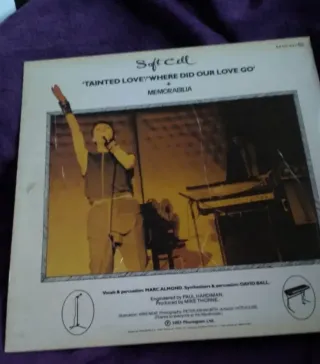 Soft Cell
'TAINTED LOVE'/'WHERE DID OUR LOVE GO'
+
MEMORABILIA
Vocals & percussion: MARC ALMOND. Synthesizers & percussion: DAVID BALL.
Engineered by PAUL HARDIMAN.
Produced by MIKE THORNE.
℗ 1981 Phonogram Ltd.